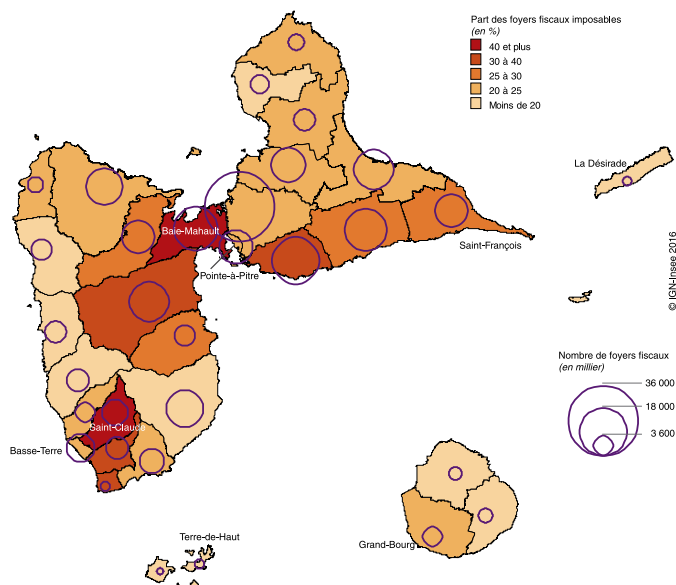 Part des foyers fiscaux imposables
(en %)
40 et plus
30 à 40
25 à 30
20 à 25
Moins de 20
La Désirade
Baie-Mahault
Saint-François
Pointe-à-Pitre
© IGN-Insee 2016
Nombre de foyers fiscaux
(en millier)
36 000
18 000
3 600
Saint-Claude
Basse-Terre
Terre-de-Haut
Grand-Bourg